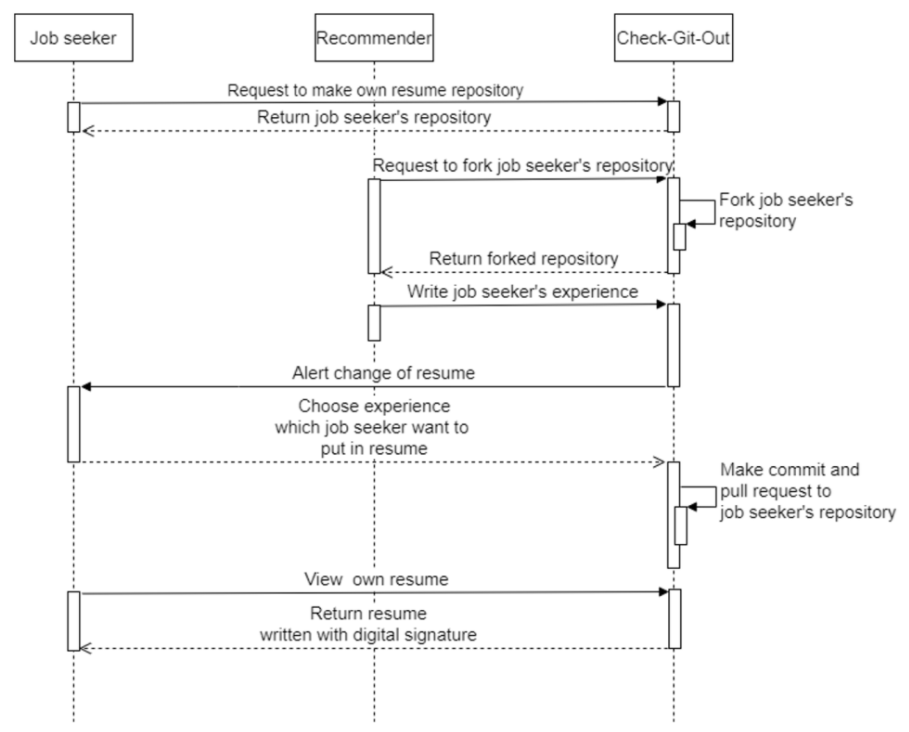 Job seeker
Recommender
Check-Git-Out
Request to make own resume repository
Return job seeker's repository
Request to fork job seeker's repository
Fork job seeker's
repository
Return forked repository
Write job seeker's experience
Alert change of resume
Choose experience
which job seeker want to
put in resume
Make commit and
pull request to
job seeker's repository
View own resume
Return resume
written with digital signature